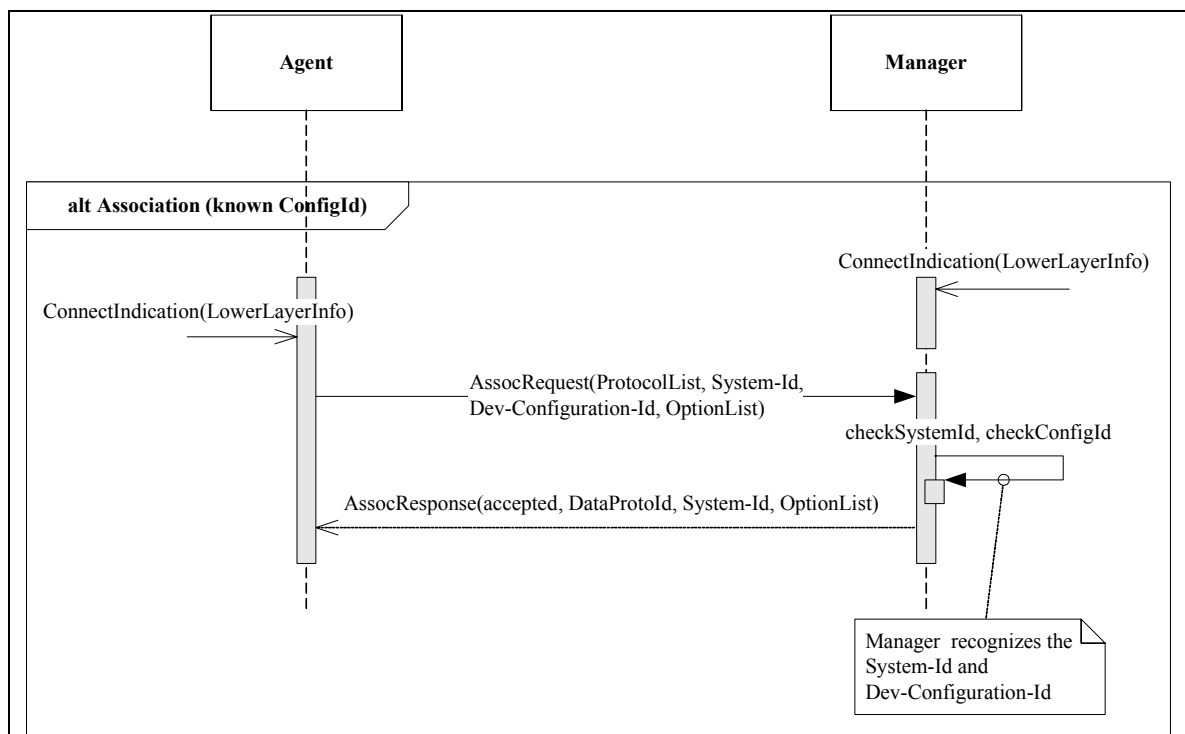 Agent
Manager
alt Association (known ConfigId)
ConnectIndication(LowerLayerInfo)
ConnectIndication(LowerLayerInfo)
AssocRequest(ProtocolList, System-Id,
Dev-Configuration-Id, OptionList)
checkSystemId, checkConfigId
AssocResponse(accepted, DataProtoId, System-Id, OptionList)
Manager recognizes the
System-Id and
Dev-Configuration-Id